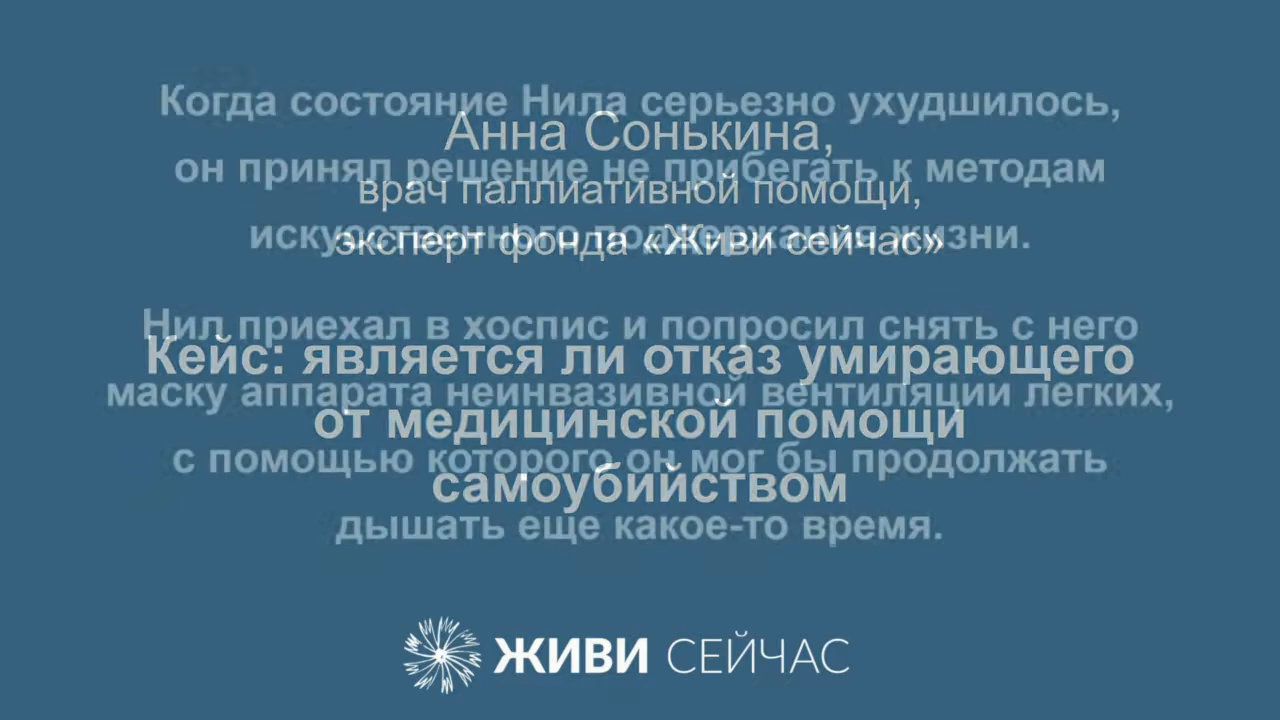 Анна Сонькина,
врач паллиативной помощи,
эксперт фонда «Живи сейчас»
Кейс: является ли отказ умирающего
от медицинской помощи
самоубийством
Когда состояние Нила серьезно ухудшилось,
он принял решение не прибегать к методам
искусственного поддержания жизни.
Нил приехал в хоспис и попросил снять с него
маску аппарата неинвазивной вентиляции легких,
с помощью которого он мог бы продолжать
дышать еще какое-то время.
ЖИВИ СЕЙЧАС